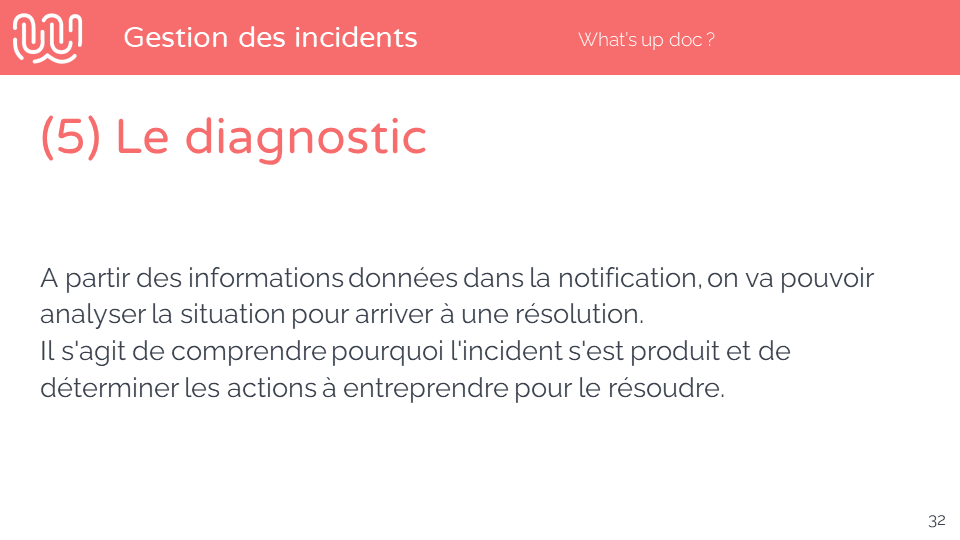 Gestion des incidents
What's up doc ?
(5) Le diagnostic
A partir des informations données dans la notification, on va pouvoir
analyser la situation pour arriver à une résolution.
Il s'agit de comprendre pourquoi l'incident s'est produit et de
déterminer les actions à entreprendre pour le résoudre.
32